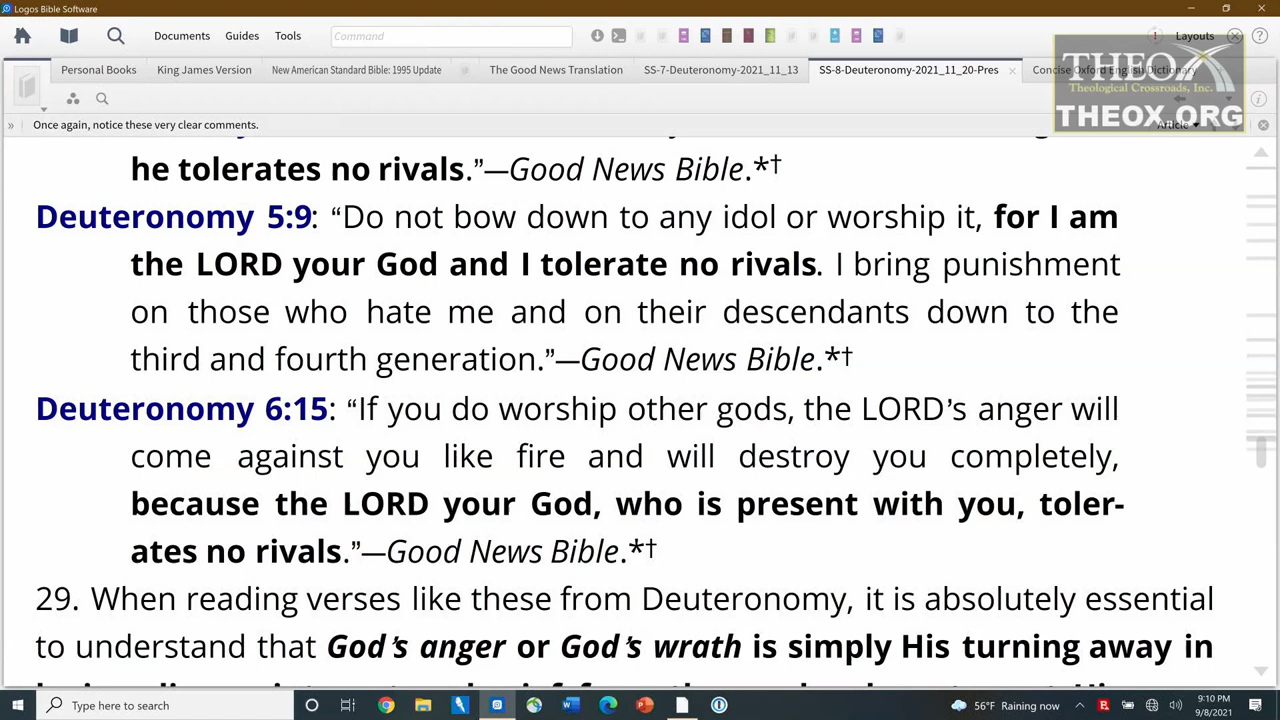 Logos Bible Software
Documents Guides Tools Command Layouts
Personal Books King James Version New American Standard update The Good News Translation SS-7-Deuteronomy-2021_11_13 SS-8-Deuteronomy-2021_11_20-Pres Concise Oxford English Dictionary
THEOX
Theological Crossroads, Inc.
THEOX.ORG
Once again, notice these very clear comments. Article
he tolerates no rivals.”—Good News Bible.*†
Deuteronomy 5:9: “Do not bow down to any idol or worship it, for I am
the LORD your God and I tolerate no rivals. I bring punishment
on those who hate me and on their descendants down to the
third and fourth generation.”—Good News Bible.*†
Deuteronomy 6:15: “If you do worship other gods, the LORD’s anger will
come against you like fire and will destroy you completely,
because the LORD your God, who is present with you, toler-
ates no rivals.”—Good News Bible.*†
29. When reading verses like these from Deuteronomy, it is absolutely essential
to understand that God’s anger or God’s wrath is simply His turning away in
Type here to search 56°F Raining now 9:10 PM
9/8/2021